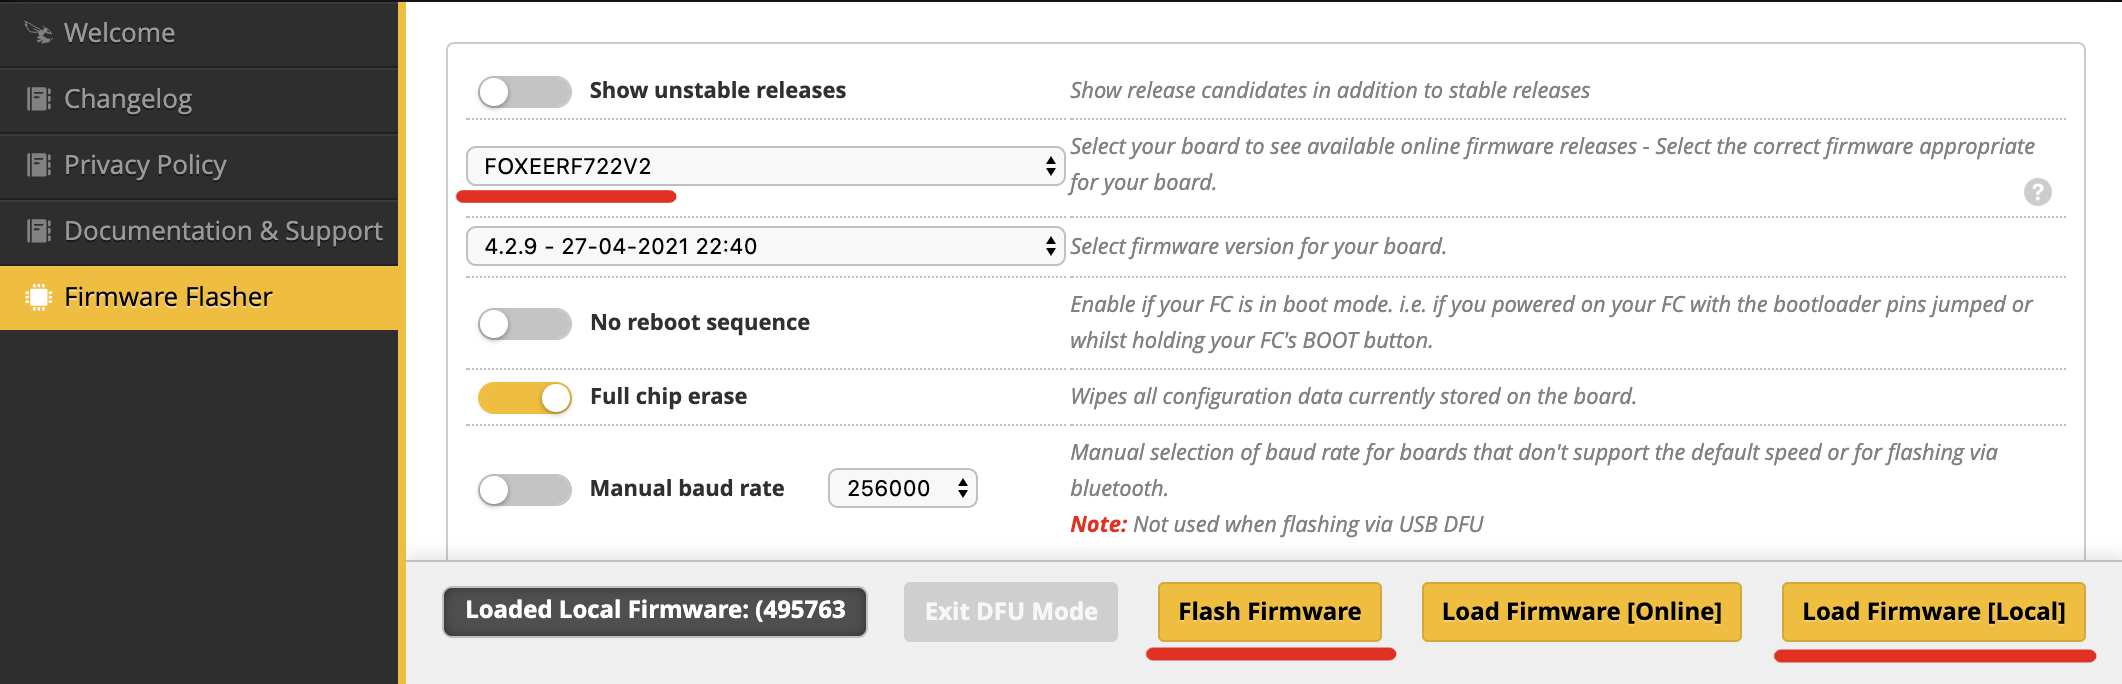 Welcome
Changelog
Privacy Policy
Documentation & Support
Firmware Flasher
Show unstable releases
Show release candidates in addition to stable releases
FOXEERF722V2
Select your board to see available online firmware releases - Select the correct firmware appropriate
for your board.
?
4.2.9 - 27-04-2021 22:40
Select firmware version for your board.
No reboot sequence
Enable if your FC is in boot mode. i.e. if you powered on your FC with the bootloader pins jumped or
whilst holding your FC's BOOT button.
Full chip erase
Wipes all configuration data currently stored on the board.
Manual baud rate
256000
Manual selection of baud rate for boards that don't support the default speed or for flashing via
bluetooth.
Note: Not used when flashing via USB DFU
Loaded Local Firmware: (495763
Exit DFU Mode
Flash Firmware
Load Firmware [Online]
Load Firmware [Local]